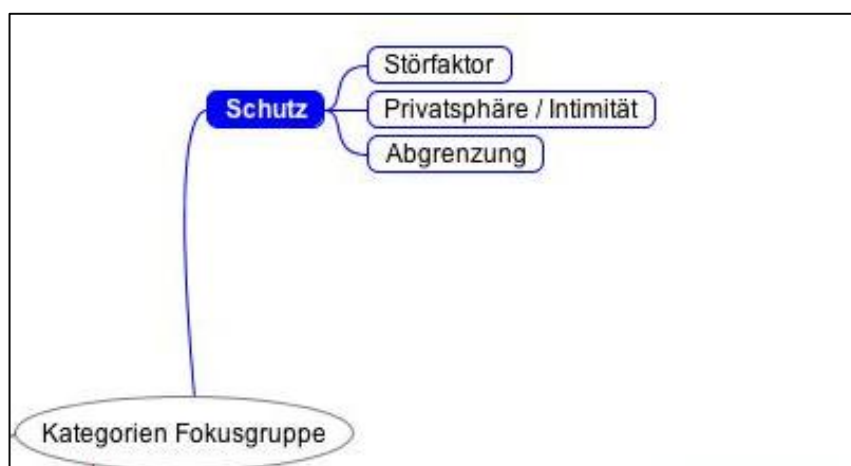 Störfaktor
Schutz
Privatsphäre / Intimität
Abgrenzung
Kategorien Fokusgruppe